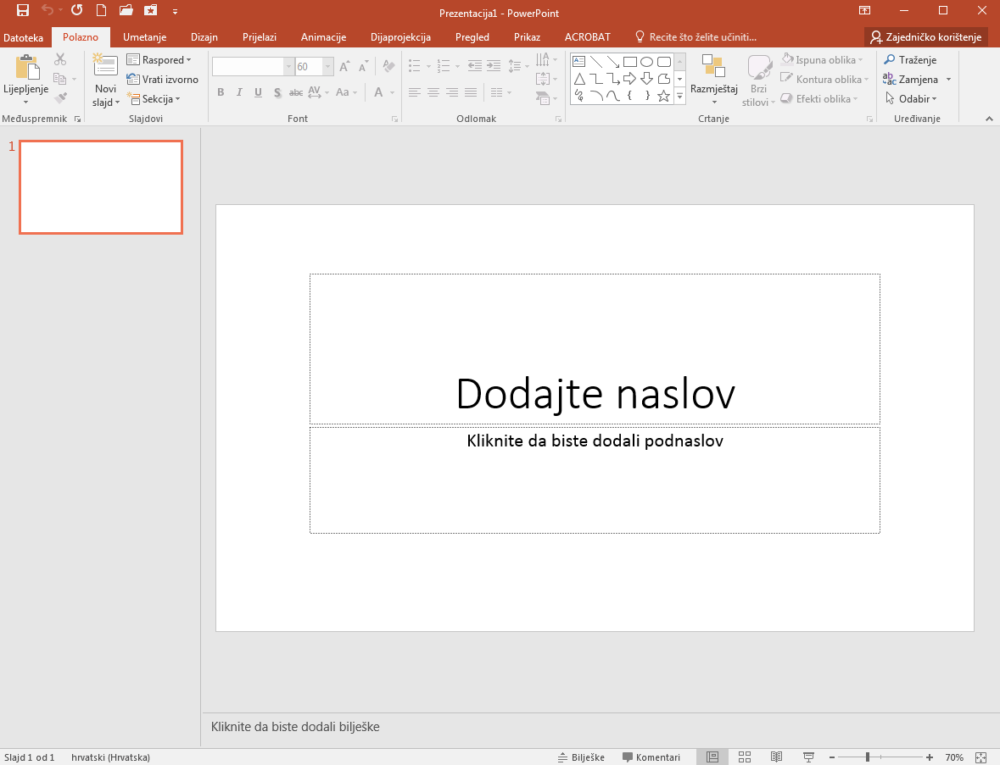 Prezentacija1 - PowerPoint
Datoteka Polazno Umetanje Dizajn Prijelazi Animacije Dijaprojekcija Pregled Prikaz ACROBAT Recite što želite učiniti... Zajedničko korištenje
Lijepljenje
Novi slajd
Raspored
Vrati izvorno
Sekcija
60
B I U S abc AV Aa A
Razmještaj
Brzi stilovi
Ispuna oblika
Kontura oblika
Efekti oblika
Traženje
Zamjena
Odabir
Međuspremnik Slajdovi Font Odlomak Crtanje Uređivanje
1
Dodajte naslov
Kliknite da biste dodali podnaslov
Kliknite da biste dodali bilješke
Slajd 1 od 1 hrvatski (Hrvatska) Bilješke Komentari 70%